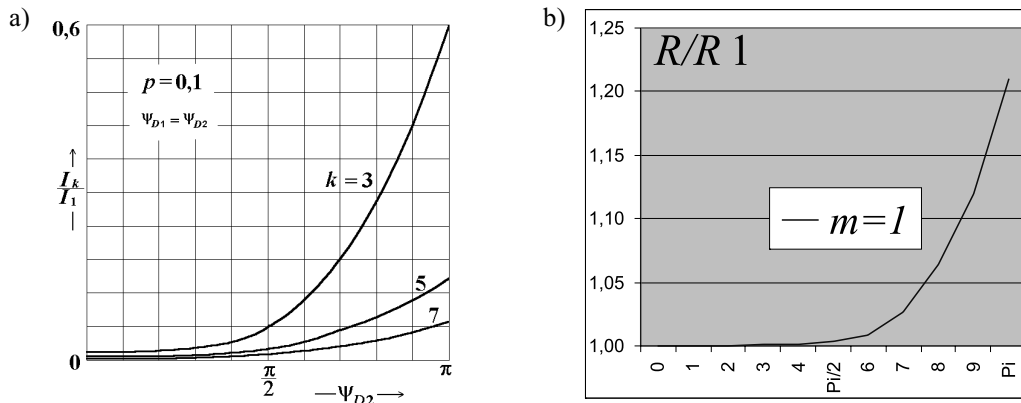 a)
0,6
p=0,1
ΨD1 = ΨD2
↑
Ik
I1
k=3
5
7
0
π
2
π
—ΨD2→
b)
1,25
1,20
1,15
1,10
1,05
1,00
R/R 1
m=1
0 1 2 3 4 Pi/2 6 7 8 9 Pi